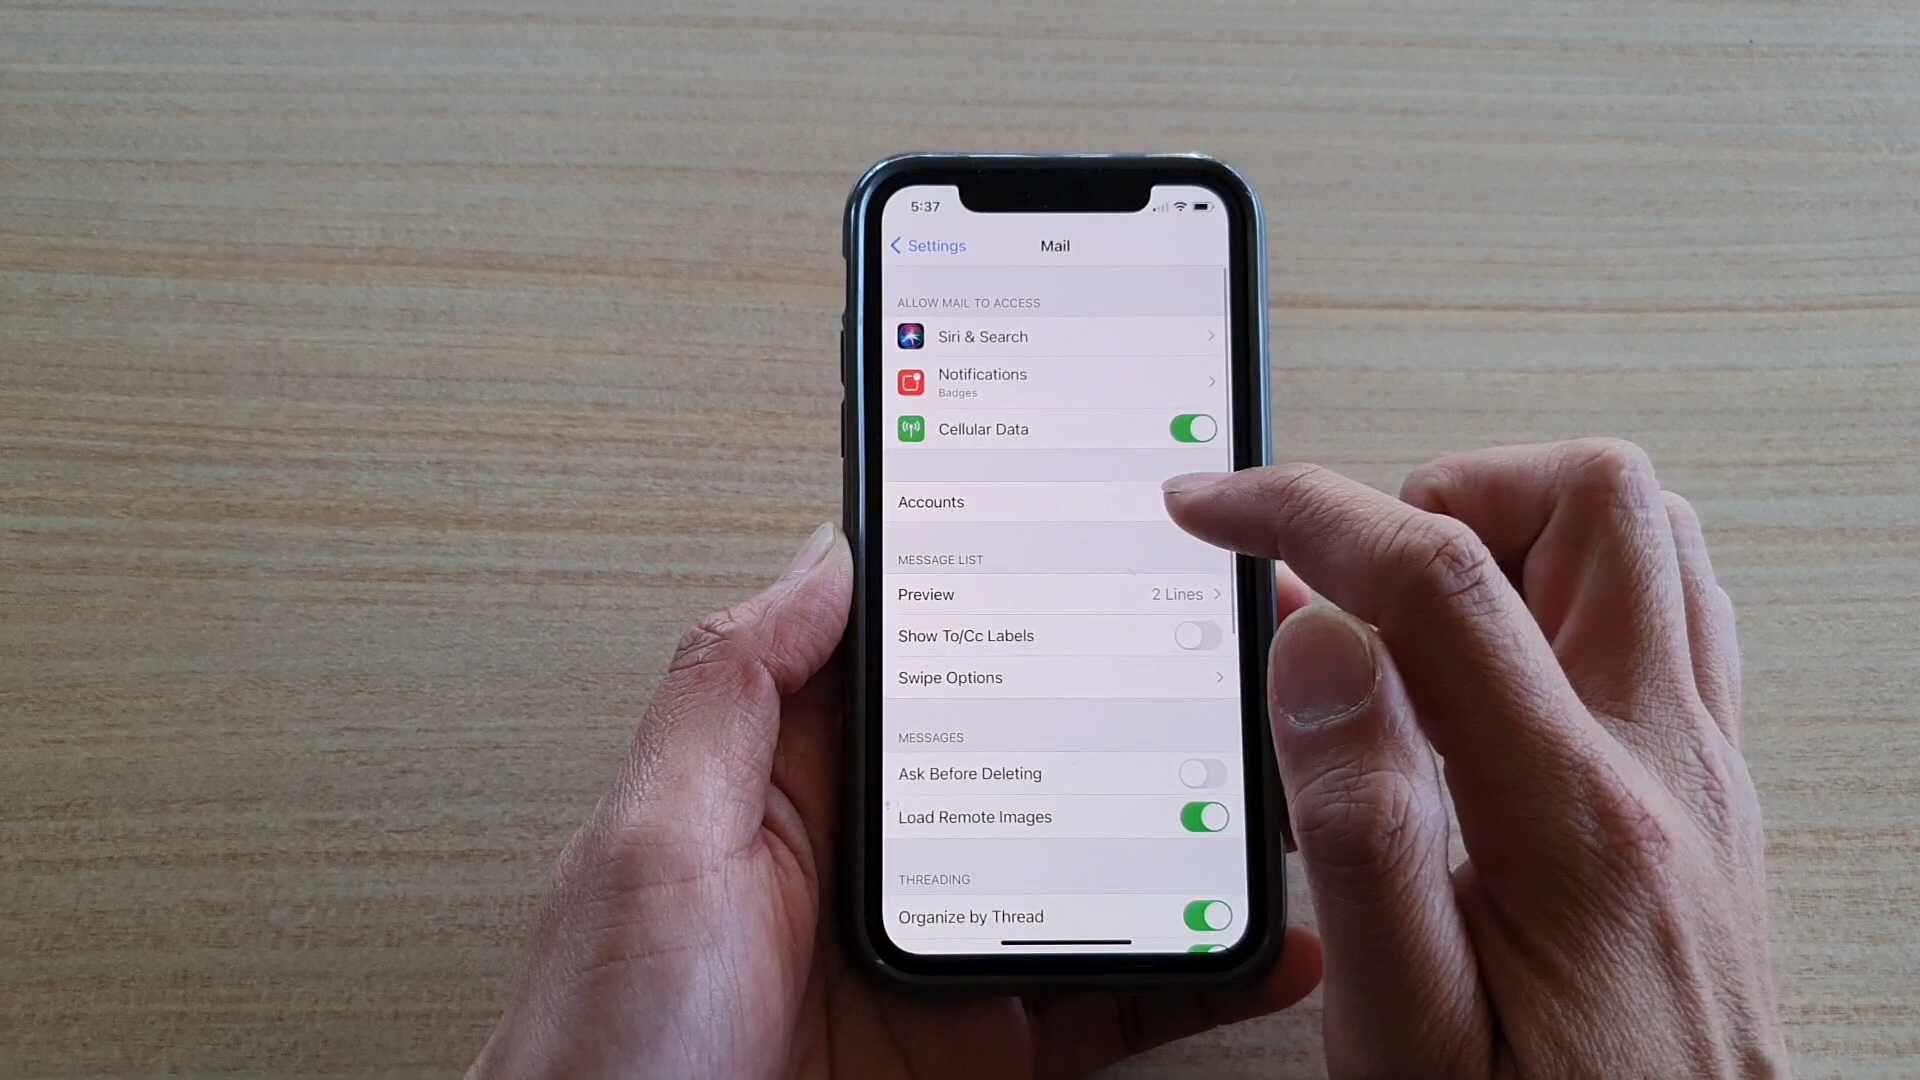 5:37
Settings
Mail
ALLOW MAIL TO ACCESS
Siri & Search
Notifications
Badges
Cellular Data
Accounts
MESSAGE LIST
Preview 2 Lines
Show To/Cc Labels
Swipe Options
MESSAGES
Ask Before Deleting
Load Remote Images
THREADING
Organize by Thread